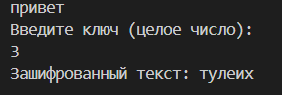 привет
Введите ключ (целое число):
3
Зашифрованный текст: тулеих